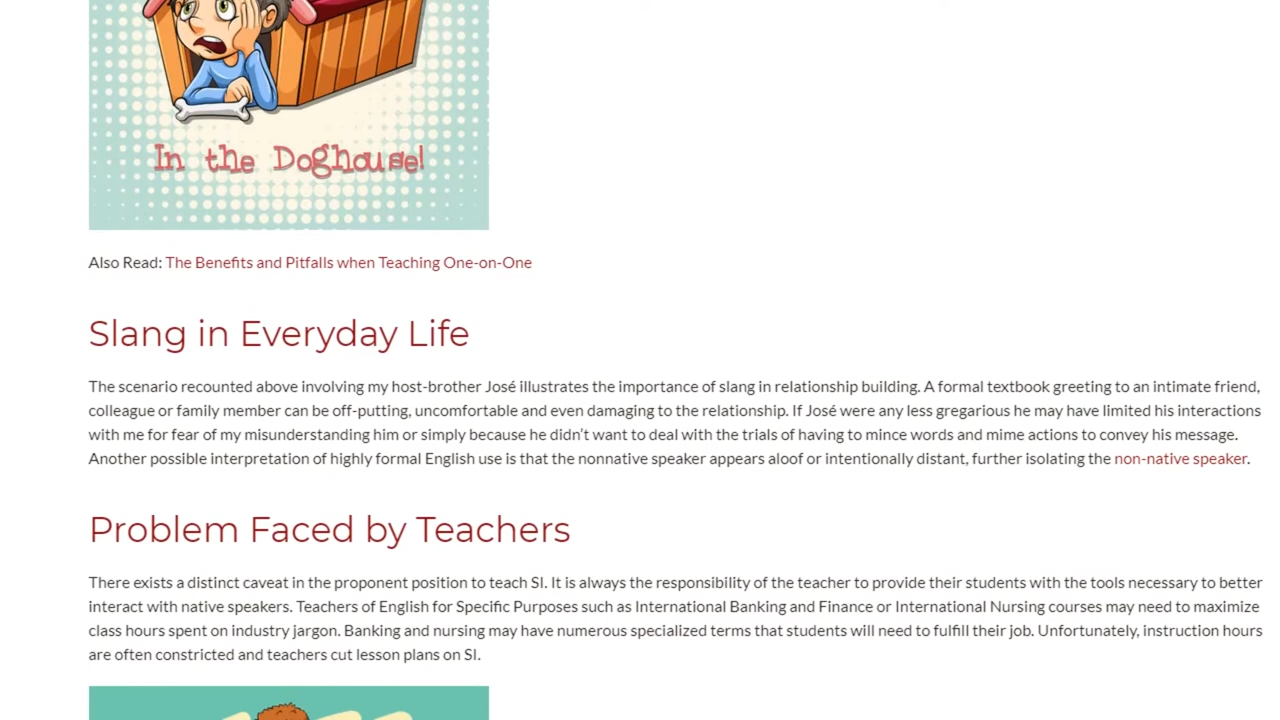 In the Doghouse!
Also Read: The Benefits and Pitfalls when Teaching One-on-One
Slang in Everyday Life
The scenario recounted above involving my host-brother José illustrates the importance of slang in relationship building. A formal textbook greeting to an intimate friend,
colleague or family member can be off-putting, uncomfortable and even damaging to the relationship. If José were any less gregarious he may have limited his interactions
with me for fear of my misunderstanding him or simply because he didn't want to deal with the trials of having to mince words and mime actions to convey his message.
Another possible interpretation of highly formal English use is that the nonnative speaker appears aloof or intentionally distant, further isolating the non-native speaker.
Problem Faced by Teachers
There exists a distinct caveat in the proponent position to teach SI. It is always the responsibility of the teacher to provide their students with the tools necessary to better
interact with native speakers. Teachers of English for Specific Purposes such as International Banking and Finance or International Nursing courses may need to maximize
class hours spent on industry jargon. Banking and nursing may have numerous specialized terms that students will need to fulfill their job. Unfortunately, instruction hours
are often constricted and teachers cut lesson plans on SI.